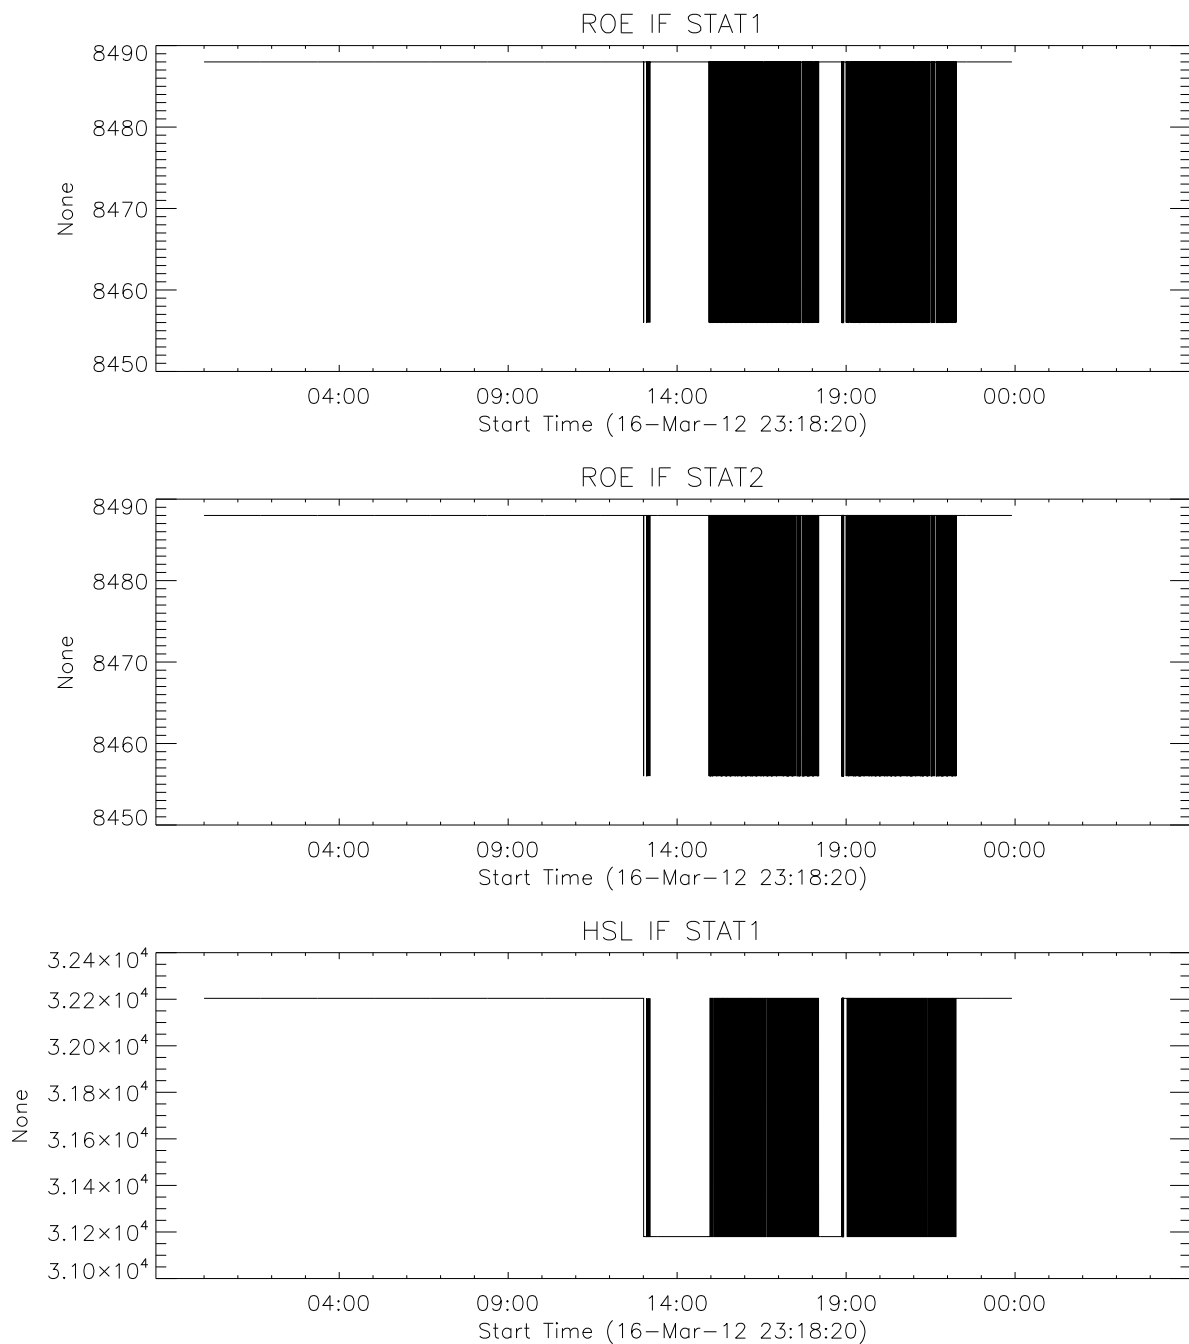 ROE IF STAT1
8490
8480
8470
8460
8450
None
04:00 09:00 14:00 19:00 00:00
Start Time (16-Mar-12 23:18:20)
ROE IF STAT2
8490
8480
8470
8460
8450
None
04:00 09:00 14:00 19:00 00:00
Start Time (16-Mar-12 23:18:20)
HSL IF STAT1
3.24×10⁴
3.22×10⁴
3.20×10⁴
3.18×10⁴
3.16×10⁴
3.14×10⁴
3.12×10⁴
3.10×10⁴
None
04:00 09:00 14:00 19:00 00:00
Start Time (16-Mar-12 23:18:20)